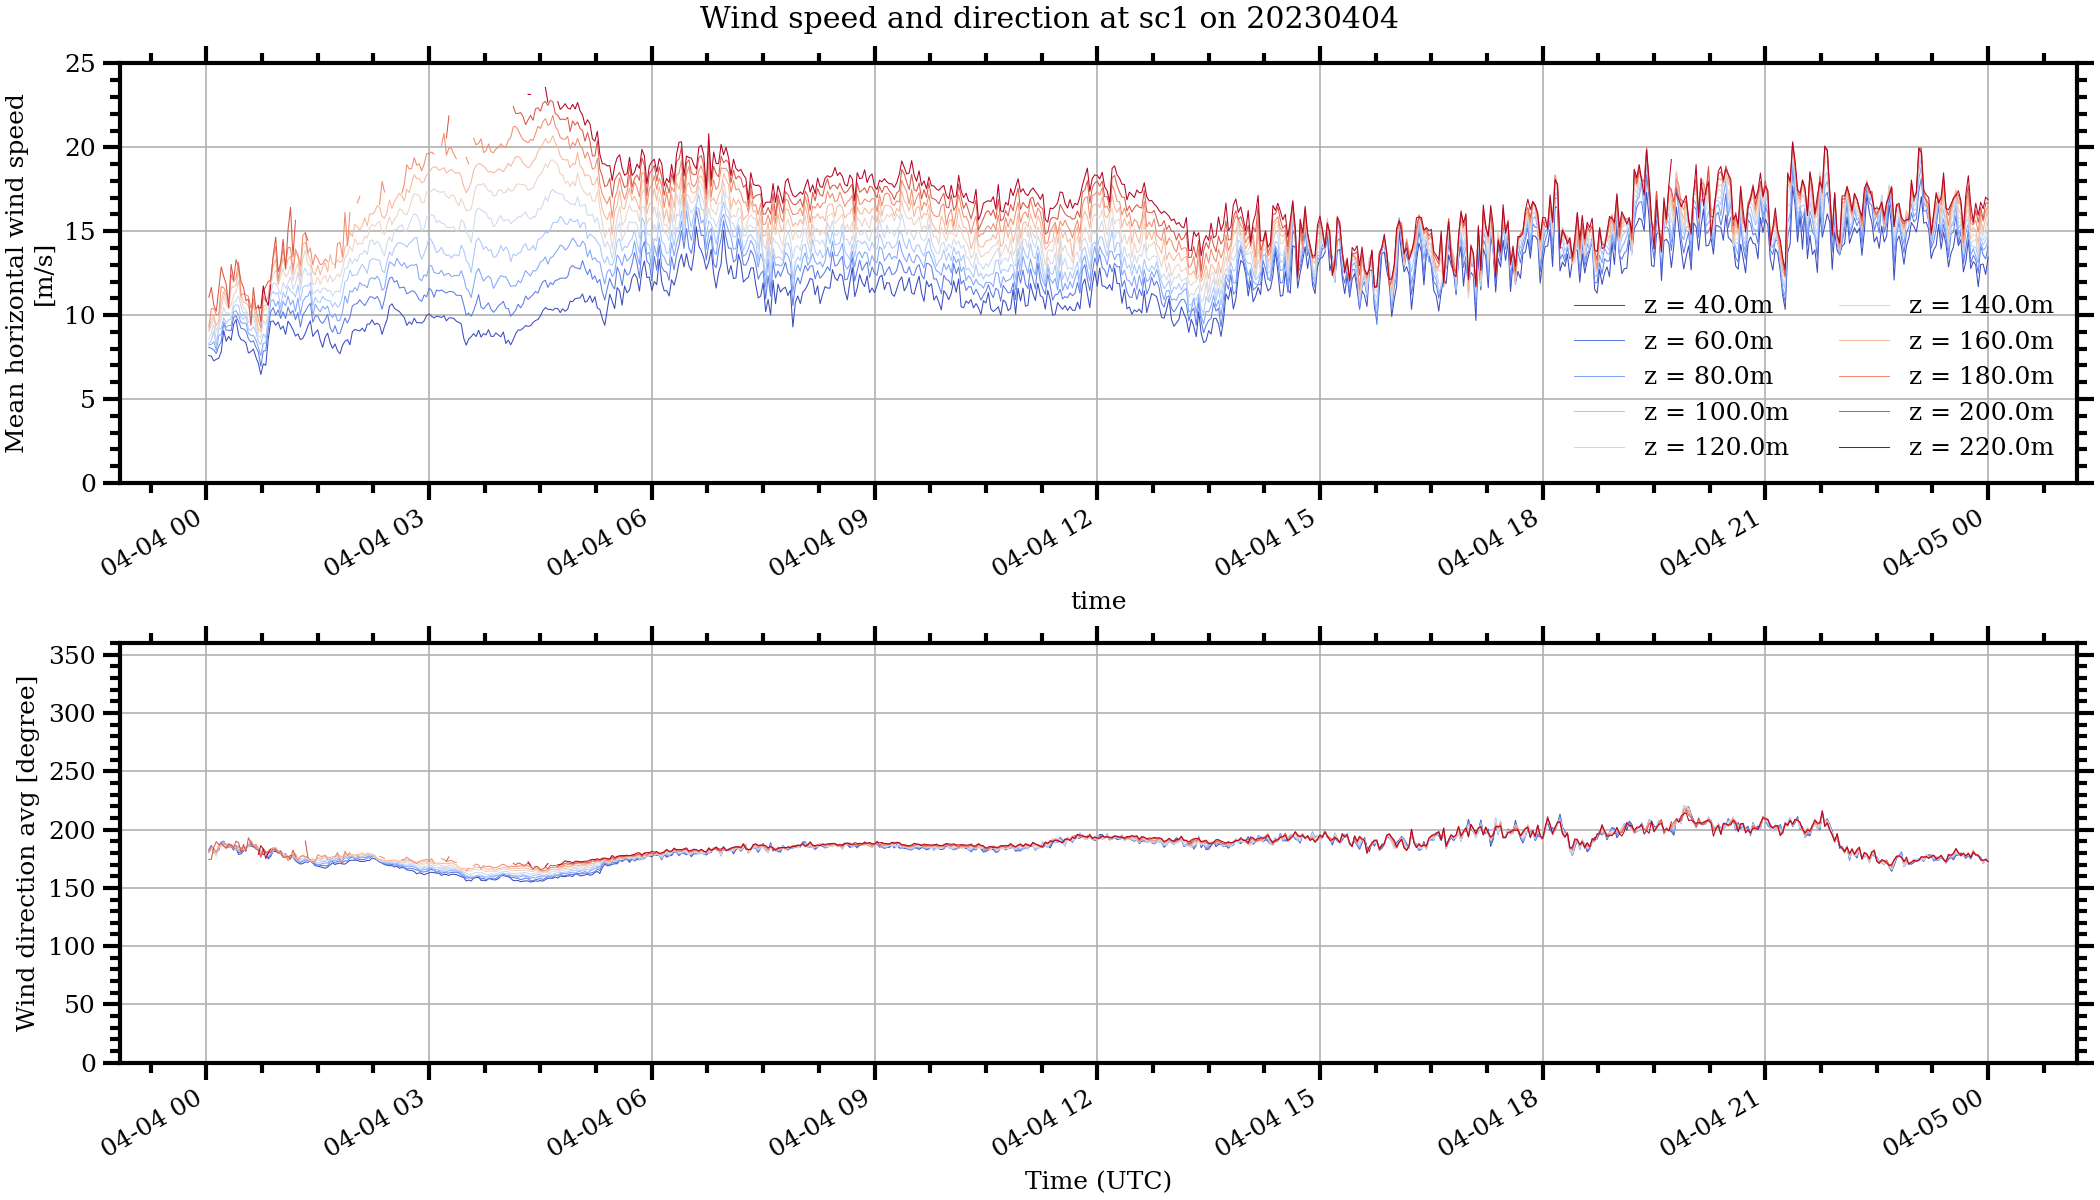 Wind speed and direction at sc1 on 20230404
Mean horizontal wind speed
[m/s]
25
20
15
10
5
0
z = 40.0m
z = 60.0m
z = 80.0m
z = 100.0m
z = 120.0m
z = 140.0m
z = 160.0m
z = 180.0m
z = 200.0m
z = 220.0m
04-04 00
04-04 03
04-04 06
04-04 09
04-04 12
04-04 15
04-04 18
04-04 21
04-05 00
time
Wind direction avg [degree]
350
300
250
200
150
100
50
0
04-04 00
04-04 03
04-04 06
04-04 09
04-04 12
04-04 15
04-04 18
04-04 21
04-05 00
Time (UTC)